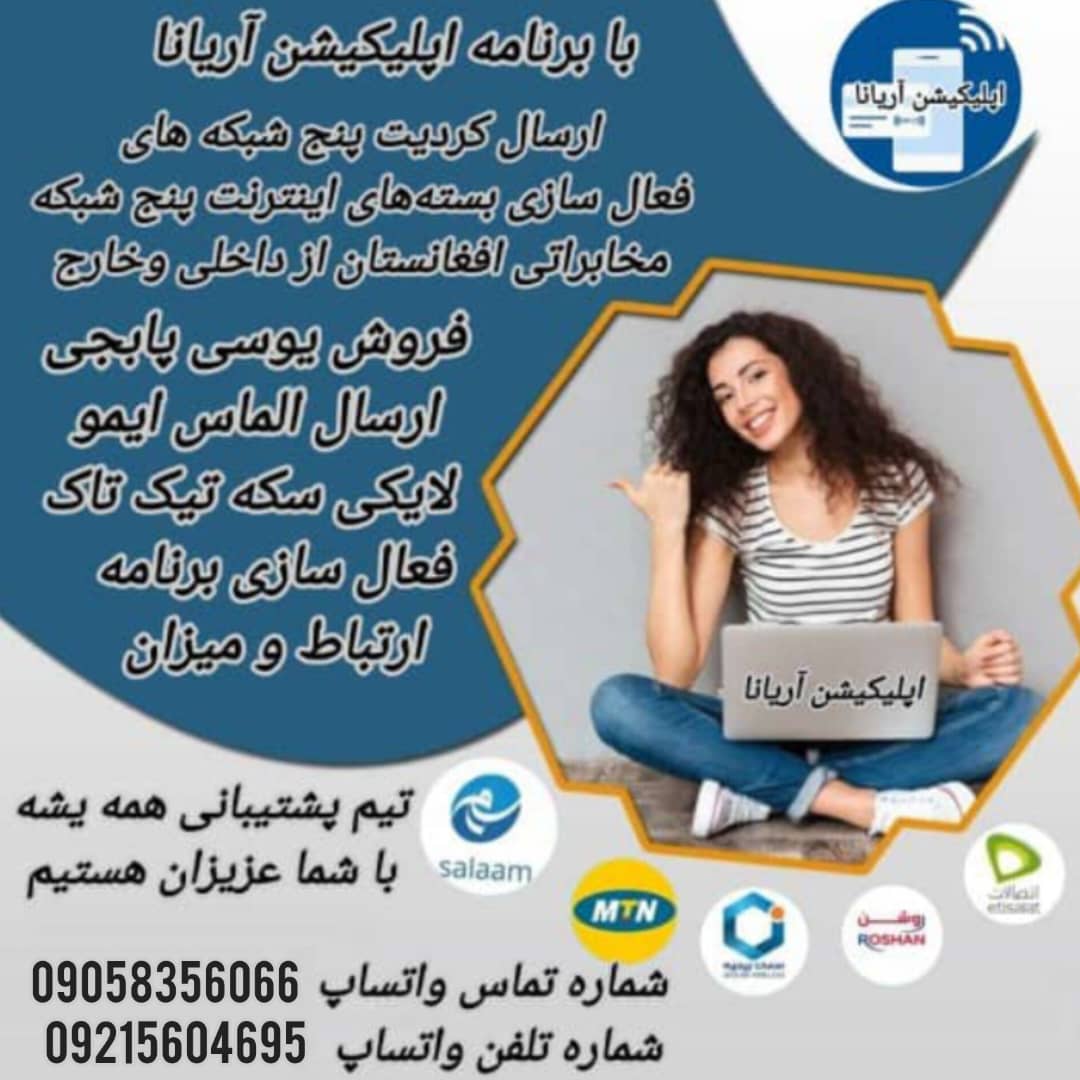 با برنامه اپلیکیشن آریانا
اپلیکیشن آریانا
ارسال کردیت پنج شبکه های
فعال سازی بسته‌های اینترنت پنج شبکه
مخابراتی افغانستان از داخلی وخارج
فروش یوسی پابجی
ارسال الماس ایمو
لایکی سکه تیک تاک
فعال سازی برنامه
ارتباط و میزان
اپلیکیشن آریانا
تیم پشتیبانی همه یشه
با شما عزیزان هستیم
salaam
MTN
روشن
ROSHAN
اتصالات
etisalat
شماره تماس واتساپ 09058356066
شماره تلفن واتساپ 09215604695